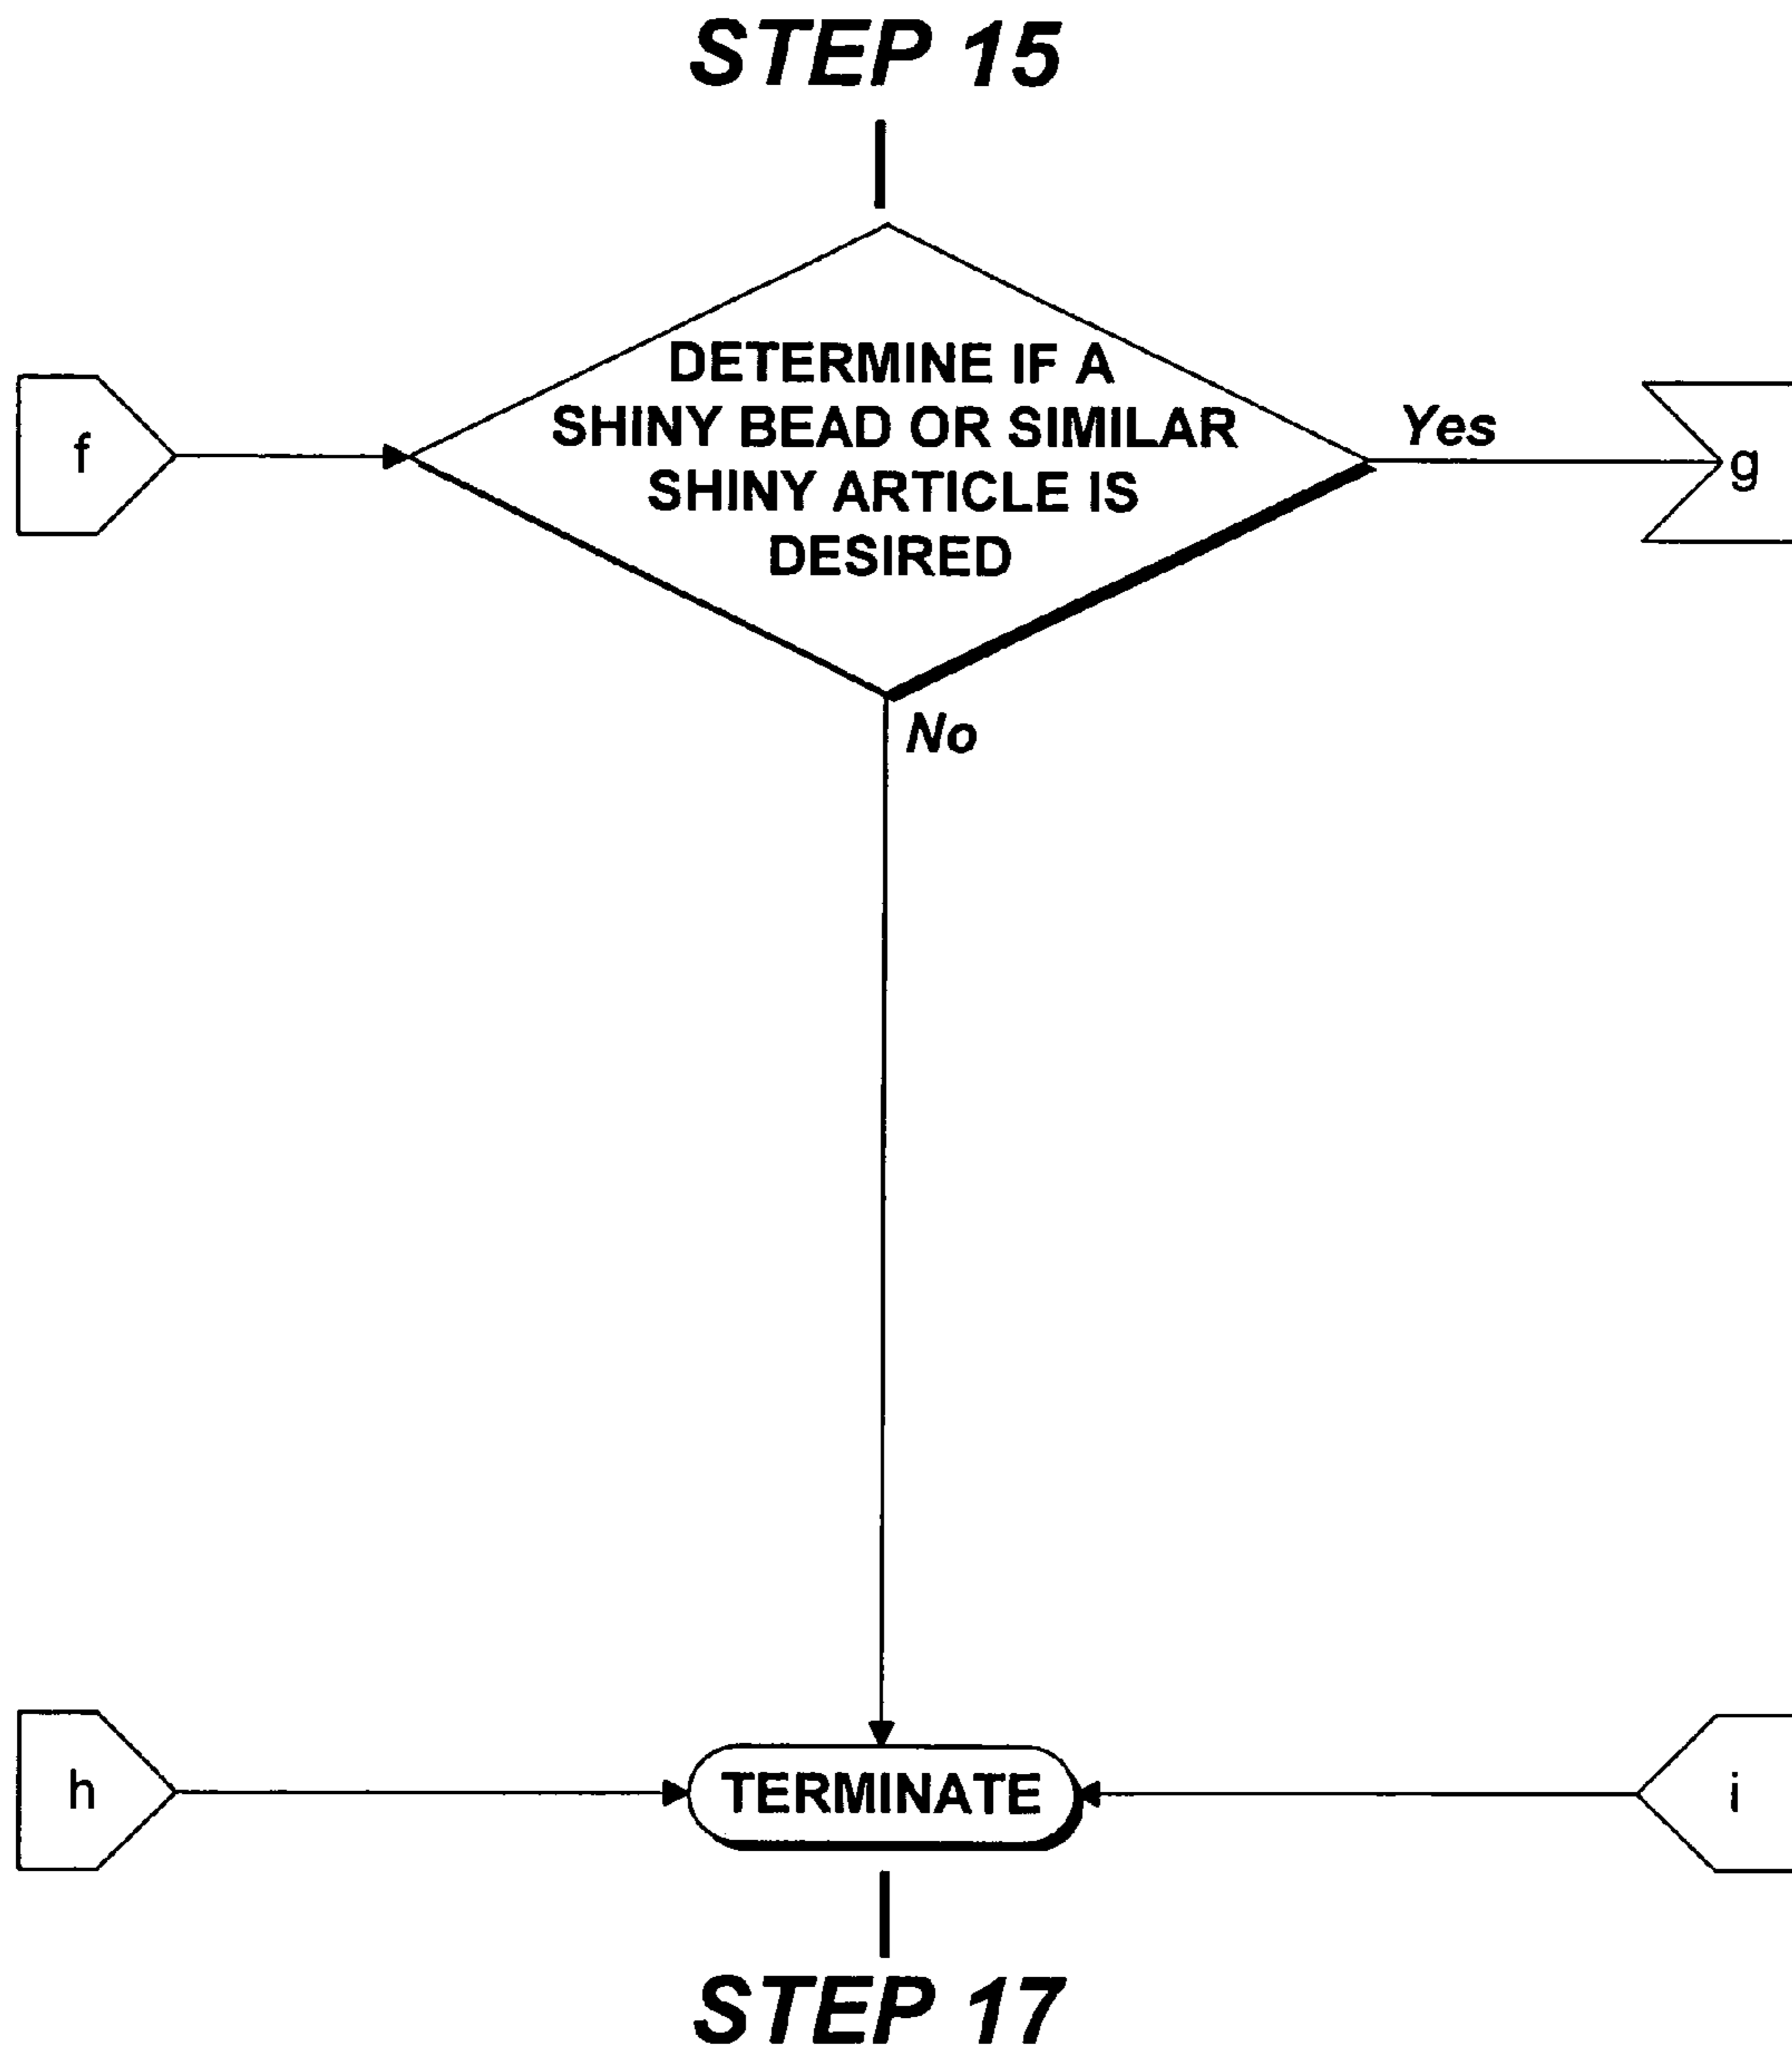 STEP 15
DETERMINE IF A
SHINY BEAD OR SIMILAR
SHINY ARTICLE IS
DESIRED
f
Yes
g
No
h
TERMINATE
i
STEP 17